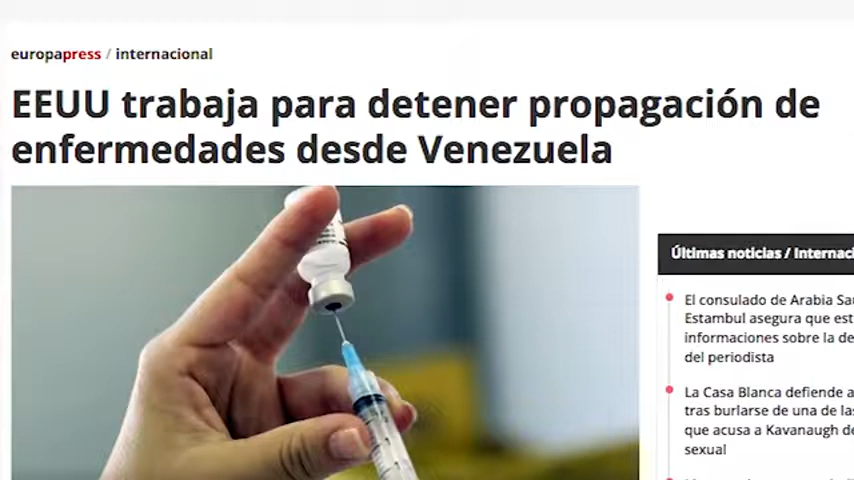 europapress / internacional
EEUU trabaja para detener propagación de
enfermedades desde Venezuela
Últimas noticias / Internaci
El consulado de Arabia Sau
Estambul asegura que est
informaciones sobre la de
del periodista
La Casa Blanca defiende a
tras burlarse de una de las
que acusa a Kavanaugh de
sexual